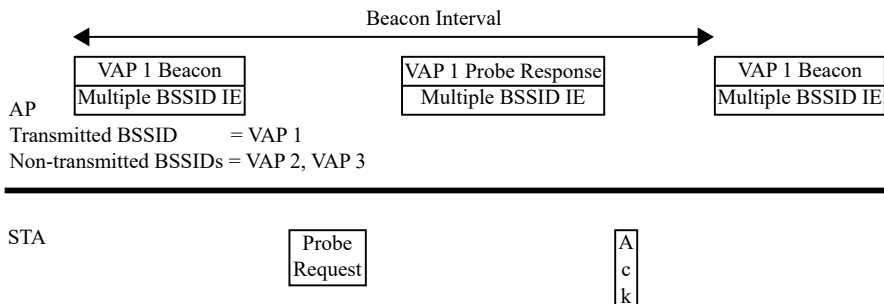 Beacon Interval
VAP 1 Beacon
Multiple BSSID IE
VAP 1 Probe Response
Multiple BSSID IE
VAP 1 Beacon
Multiple BSSID IE
AP
Transmitted BSSID = VAP 1
Non-transmitted BSSIDs = VAP 2, VAP 3
STA
Probe
Request
A
c
k